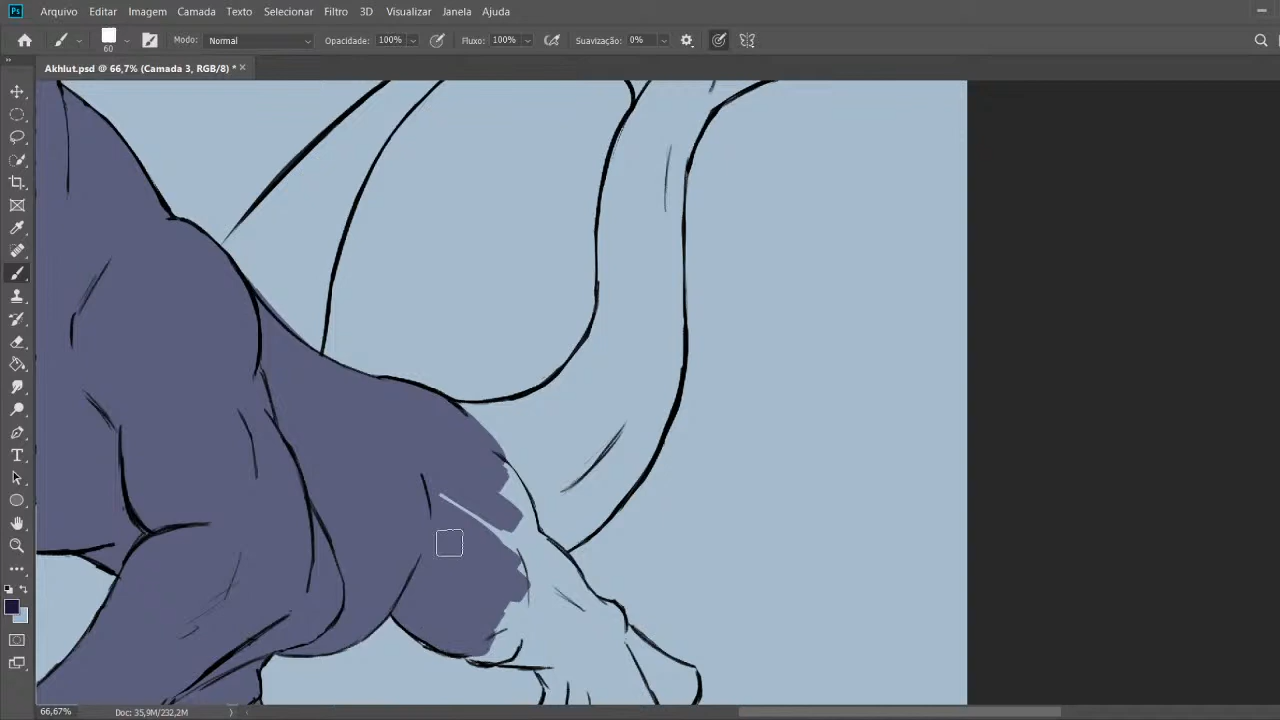 Ps Arquivo Editar Imagem Camada Texto Selecionar Filtro 3D Visualizar Janela Ajuda
60 Modo: Normal Opacidade: 100% Fluxo: 100% Suavização: 0%
Akhlut.psd @ 66,7% (Camada 3, RGB/8) *
66,67% Doc: 35,9M/232,2M